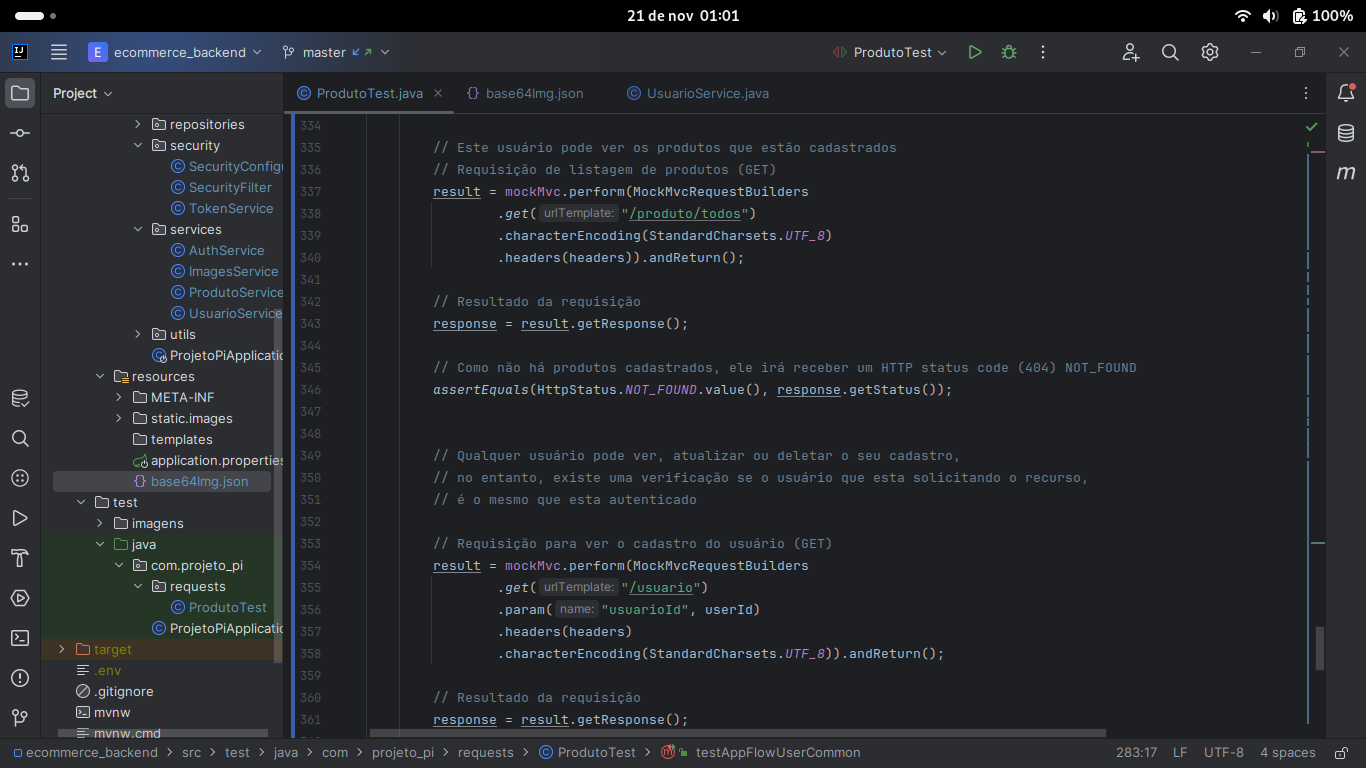 21 de nov 01:01
100%
IJ
E
ecommerce_backend
master
ProdutoTest
Project
ProdutoTest.java
base64Img.json
UsuarioService.java
repositories
security
SecurityConfigu
SecurityFilter
TokenService
services
AuthService
ImagesService
ProdutoService
UsuarioService
utils
ProjetoPiApplicatio
resources
META-INF
static.images
templates
application.properties
base64Img.json
test
imagens
java
com.projeto_pi
requests
ProdutoTest
ProjetoPiApplicatio
target
.env
.gitignore
mvnw
mvnw.cmd
334
335 // Este usuário pode ver os produtos que estão cadastrados
336 // Requisição de listagem de produtos (GET)
337 result = mockMvc.perform(MockMvcRequestBuilders
338 .get( urlTemplate: "/produto/todos")
339 .characterEncoding(StandardCharsets.UTF_8)
340 .headers(headers)).andReturn();
341
342 // Resultado da requisição
343 response = result.getResponse();
344
345 // Como não há produtos cadastrados, ele irá receber um HTTP status code (404) NOT_FOUND
346 assertEquals(HttpStatus.NOT_FOUND.value(), response.getStatus());
347
348
349 // Qualquer usuário pode ver, atualizar ou deletar o seu cadastro,
350 // no entanto, existe uma verificação se o usuário que esta solicitando o recurso,
351 // é o mesmo que esta autenticado
352
353 // Requisição para ver o cadastro do usuário (GET)
354 result = mockMvc.perform(MockMvcRequestBuilders
355 .get( urlTemplate: "/usuario")
356 .param( name: "usuarioId", userId)
357 .headers(headers)
358 .characterEncoding(StandardCharsets.UTF_8)).andReturn();
359
360 // Resultado da requisição
361 response = result.getResponse();
m
ecommerce_backend > src > test > java > com > projeto_pi > requests > ProdutoTest > testAppFlowUserCommon
283:17 LF UTF-8 4 spaces